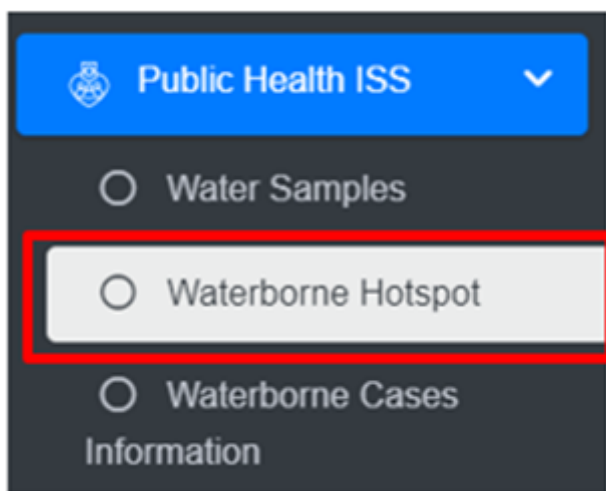 Public Health ISS
Water Samples
Waterborne Hotspot
Waterborne Cases
Information